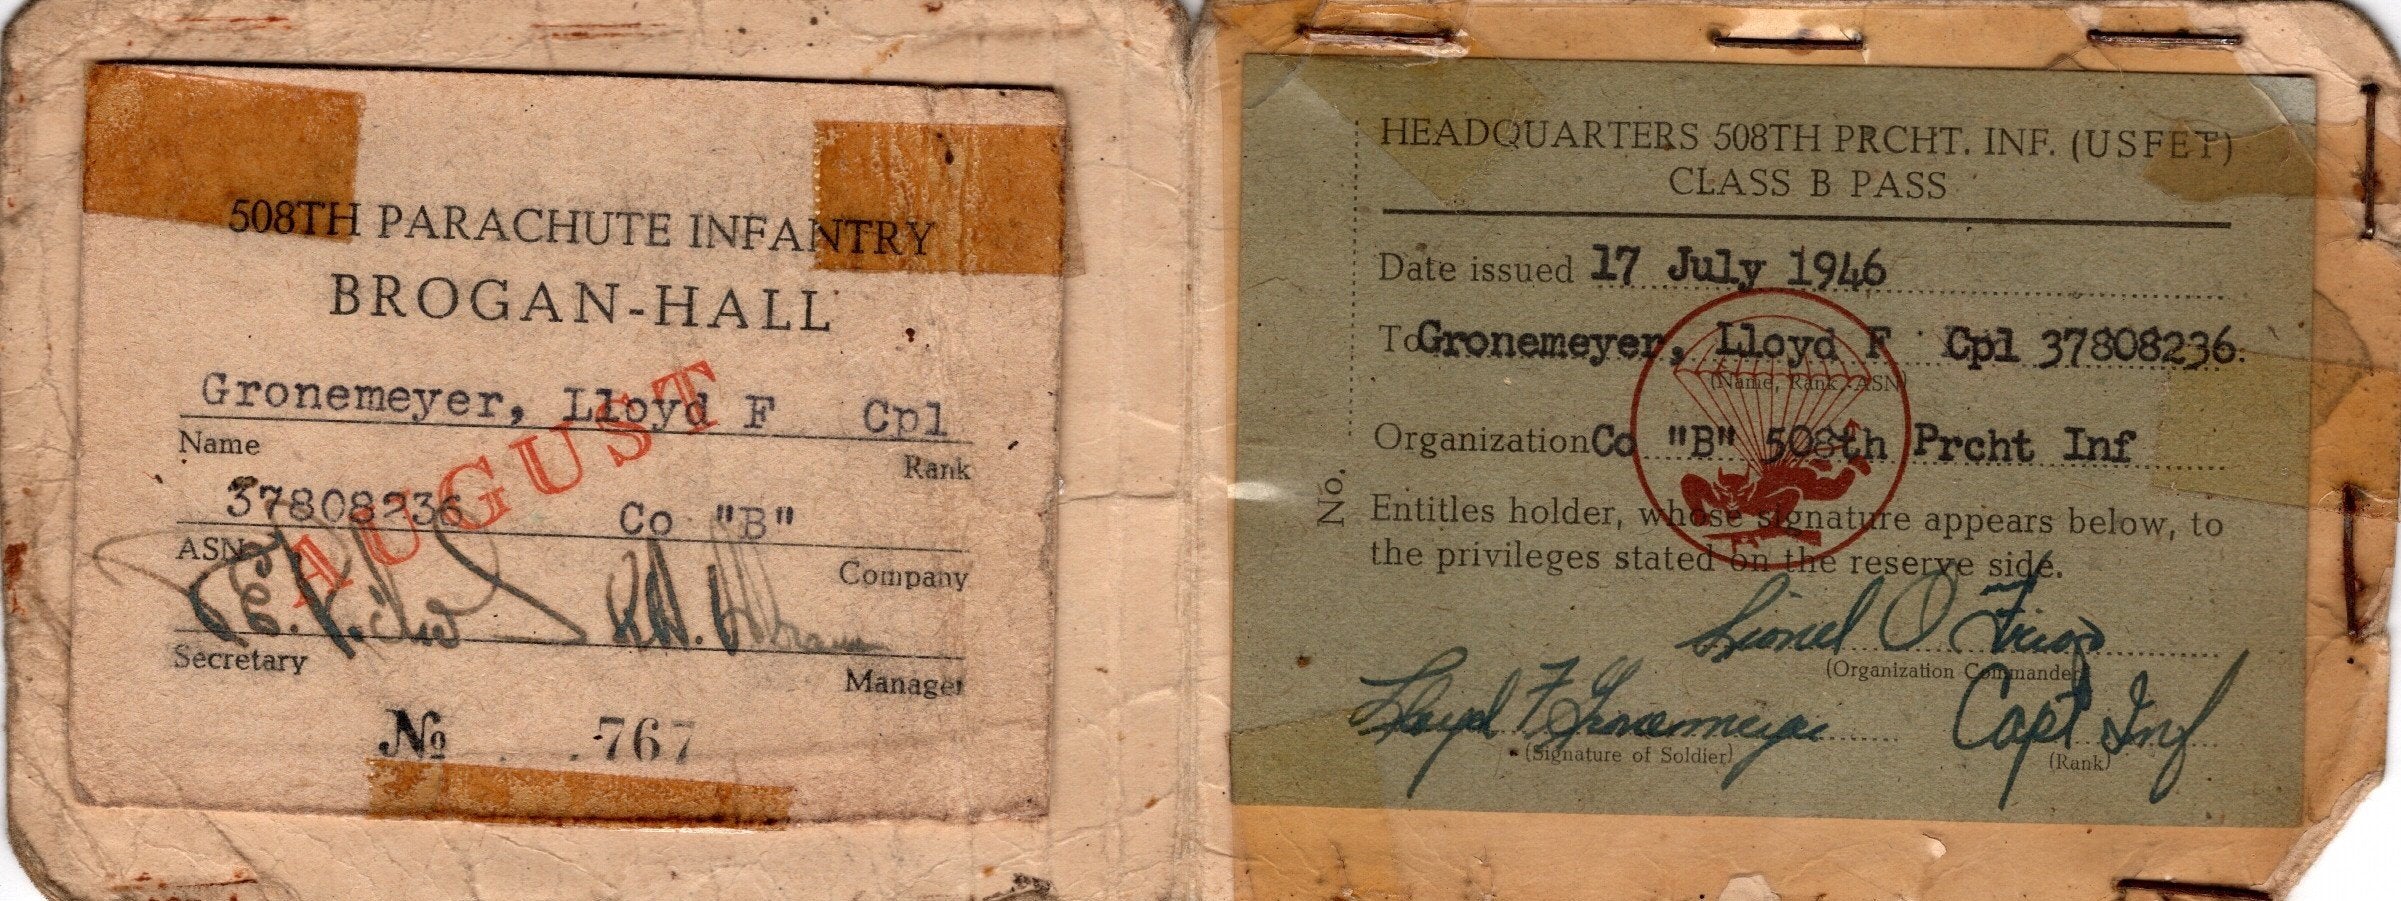 508TH PARACHUTE INFANTRY
BROGAN-HALL
Gronemeyer, Lloyd F Cpl
Name Rank
AUGUST
37808236 Co "B"
ASN Company
Secretary Manager
No 767
HEADQUARTERS 508TH PRCHT. INF. (USFET)
CLASS B PASS
Date issued 17 July 1946
To Gronemeyer, Lloyd F Cpl 37808236.
(Name, Rank ASN)
Organization Co "B" 508th Prcht Inf
No.
Entitles holder, whose signature appears below, to
the privileges stated on the reserve side.
Lionel O
(Organization Commander)
Lloyd F Gronemeyer Capt Inf
(Signature of Soldier) (Rank)